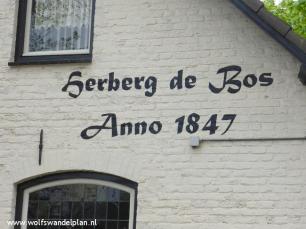 Herberg de Bos
Anno 1847
www.wolfswandelplan.nl